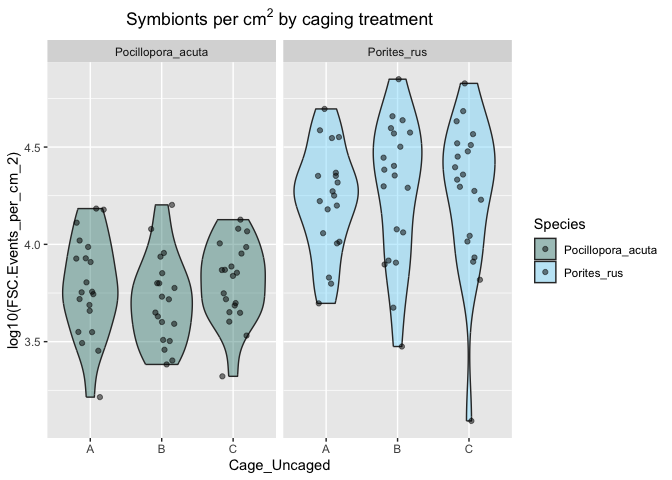 Symbionts per cm² by caging treatment
Pocillopora_acuta
Porites_rus
log10(FSC.Events_per_cm_2)
4.5
4.0
3.5
A
B
C
A
B
C
Cage_Uncaged
Species
Pocillopora_acuta
Porites_rus